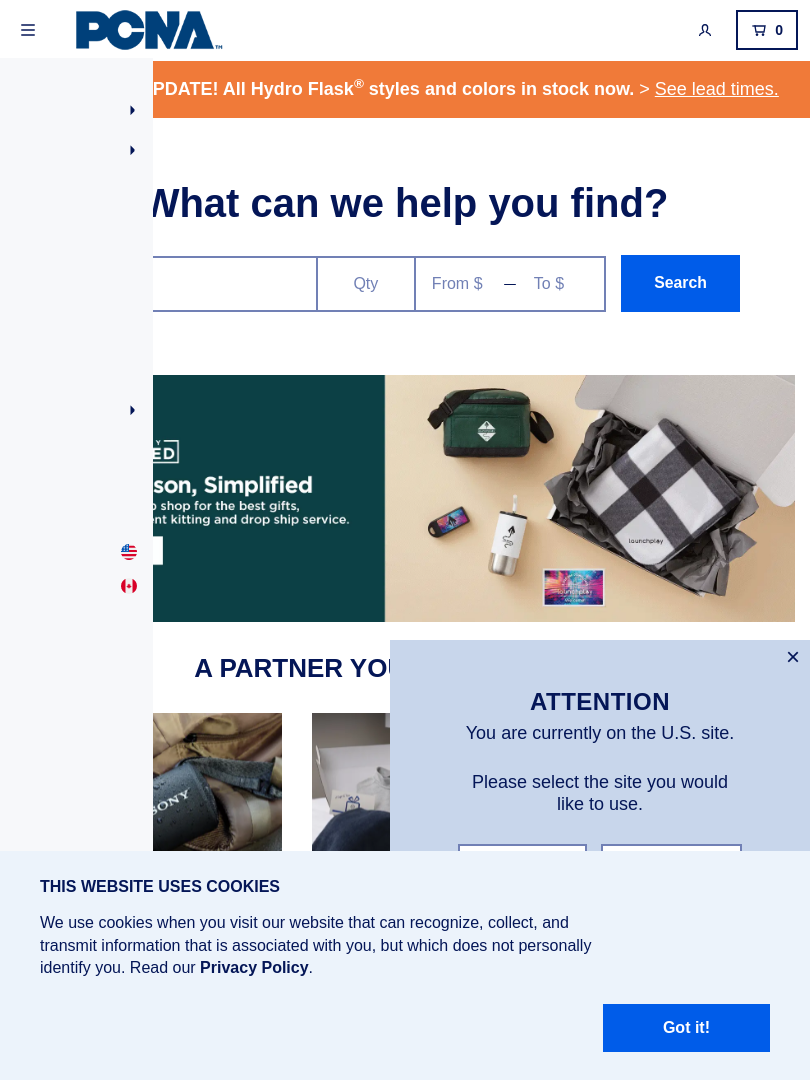 PCNA™
0
PDATE! All Hydro Flask® styles and colors in stock now. > See lead times.
What can we help you find?
Qty
From $ — To $
Search
son, Simplified
shop for the best gifts,
nt kitting and drop ship service.
launchplay
launchplay
SONY
A PARTNER YOU
×
ATTENTION
You are currently on the U.S. site.
Please select the site you would
like to use.
THIS WEBSITE USES COOKIES
We use cookies when you visit our website that can recognize, collect, and
transmit information that is associated with you, but which does not personally
identify you. Read our Privacy Policy.
Got it!